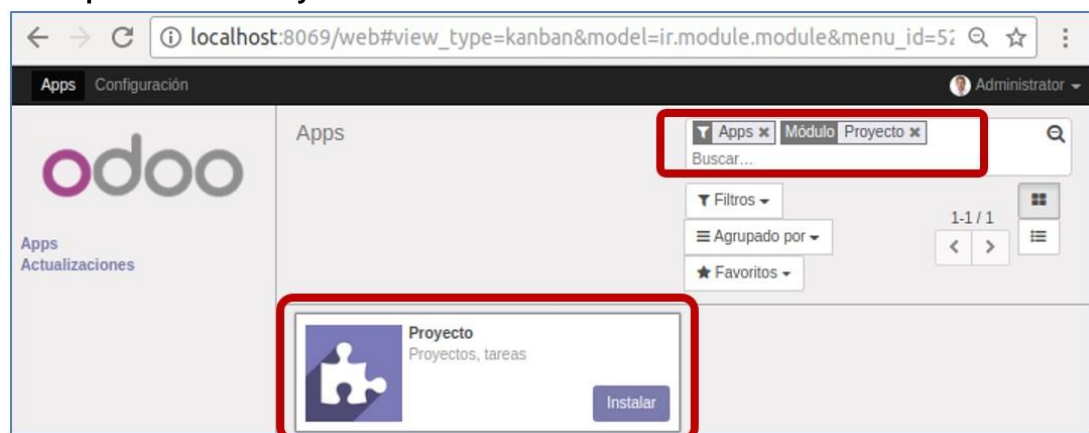 localhost:8069/web#view_type=kanban&model=ir.module.module&menu_id=52
Apps Configuración Administrator
odoo
Apps
Actualizaciones
Apps
Apps × Módulo Proyecto ×
Buscar...
Filtros
Agrupado por
Favoritos
1-1 / 1
Proyecto
Proyectos, tareas
Instalar